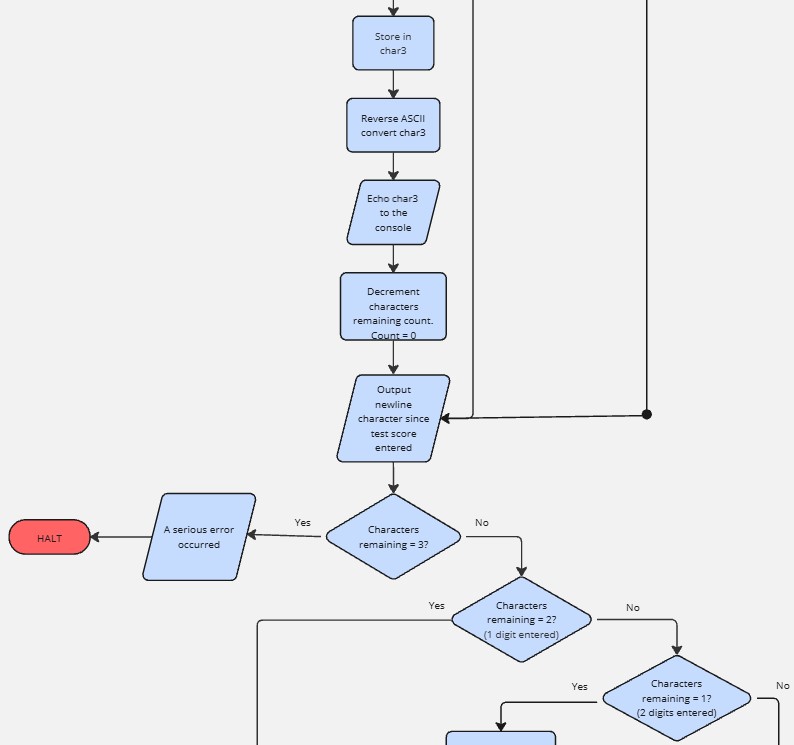 Store in
char3
Reverse ASCII
convert char3
Echo char3
to the
console
Decrement
characters
remaining count.
Count = 0
Output
newline
character since
test score
entered
Characters
remaining = 3?
Yes
No
A serious error
occurred
HALT
Characters
remaining = 2?
(1 digit entered)
Yes
No
Characters
remaining = 1?
(2 digits entered)
Yes
No